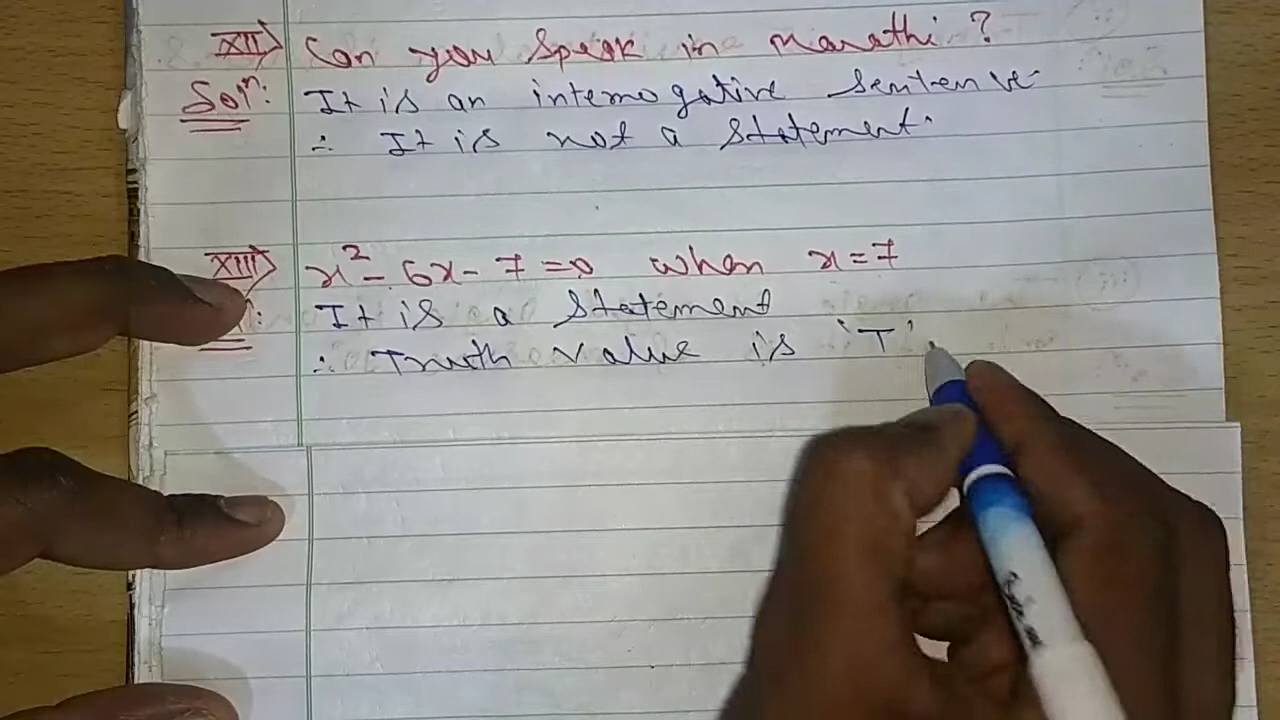 XII) Can you speak in marathi ?
Solⁿ: It is an interrogative sentence
∴ It is not a statement.
XIII) x² - 6x - 7 = 0 when x = 7
It is a statement
∴ Truth value is 'T'